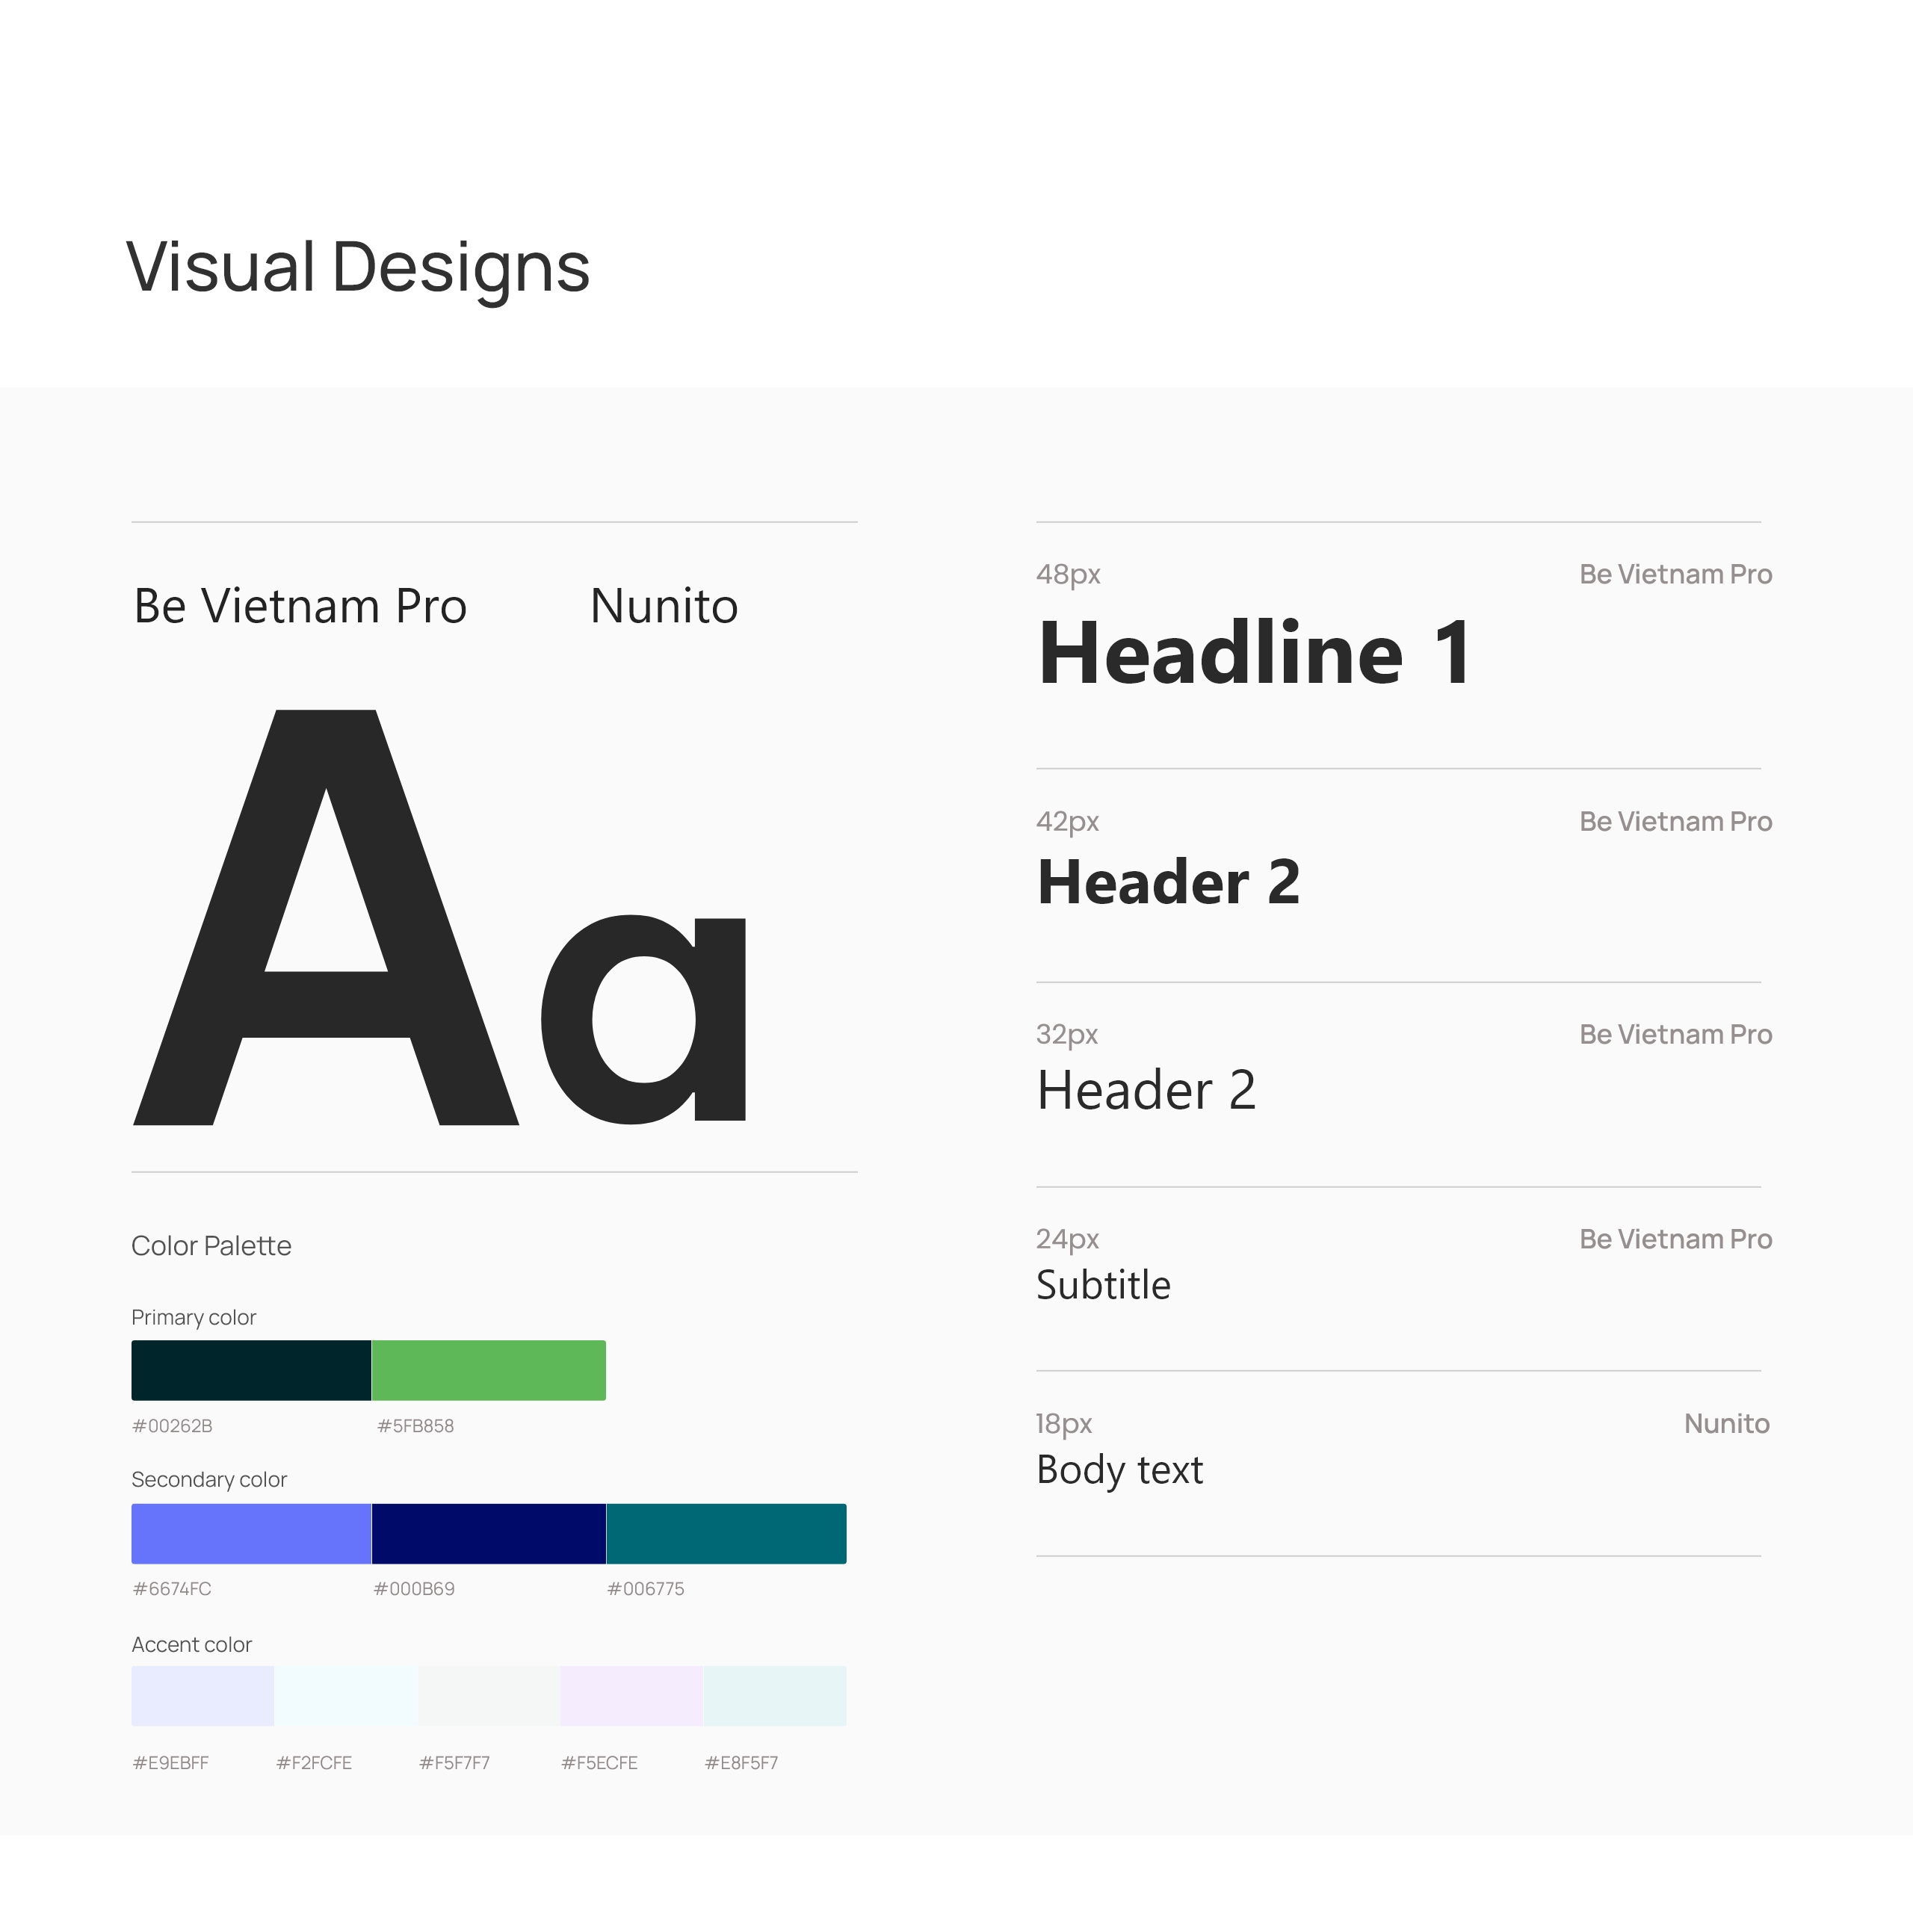 Visual Designs
Be Vietnam Pro
Nunito
Aa
Color Palette
Primary color
#00262B
#5FB858
Secondary color
#6674FC
#000B69
#006775
Accent color
#E9EBFF
#F2FCFE
#F5F7F7
#F5ECFE
#E8F5F7
48px
Be Vietnam Pro
Headline 1
42px
Be Vietnam Pro
Header 2
32px
Be Vietnam Pro
Header 2
24px
Be Vietnam Pro
Subtitle
18px
Nunito
Body text